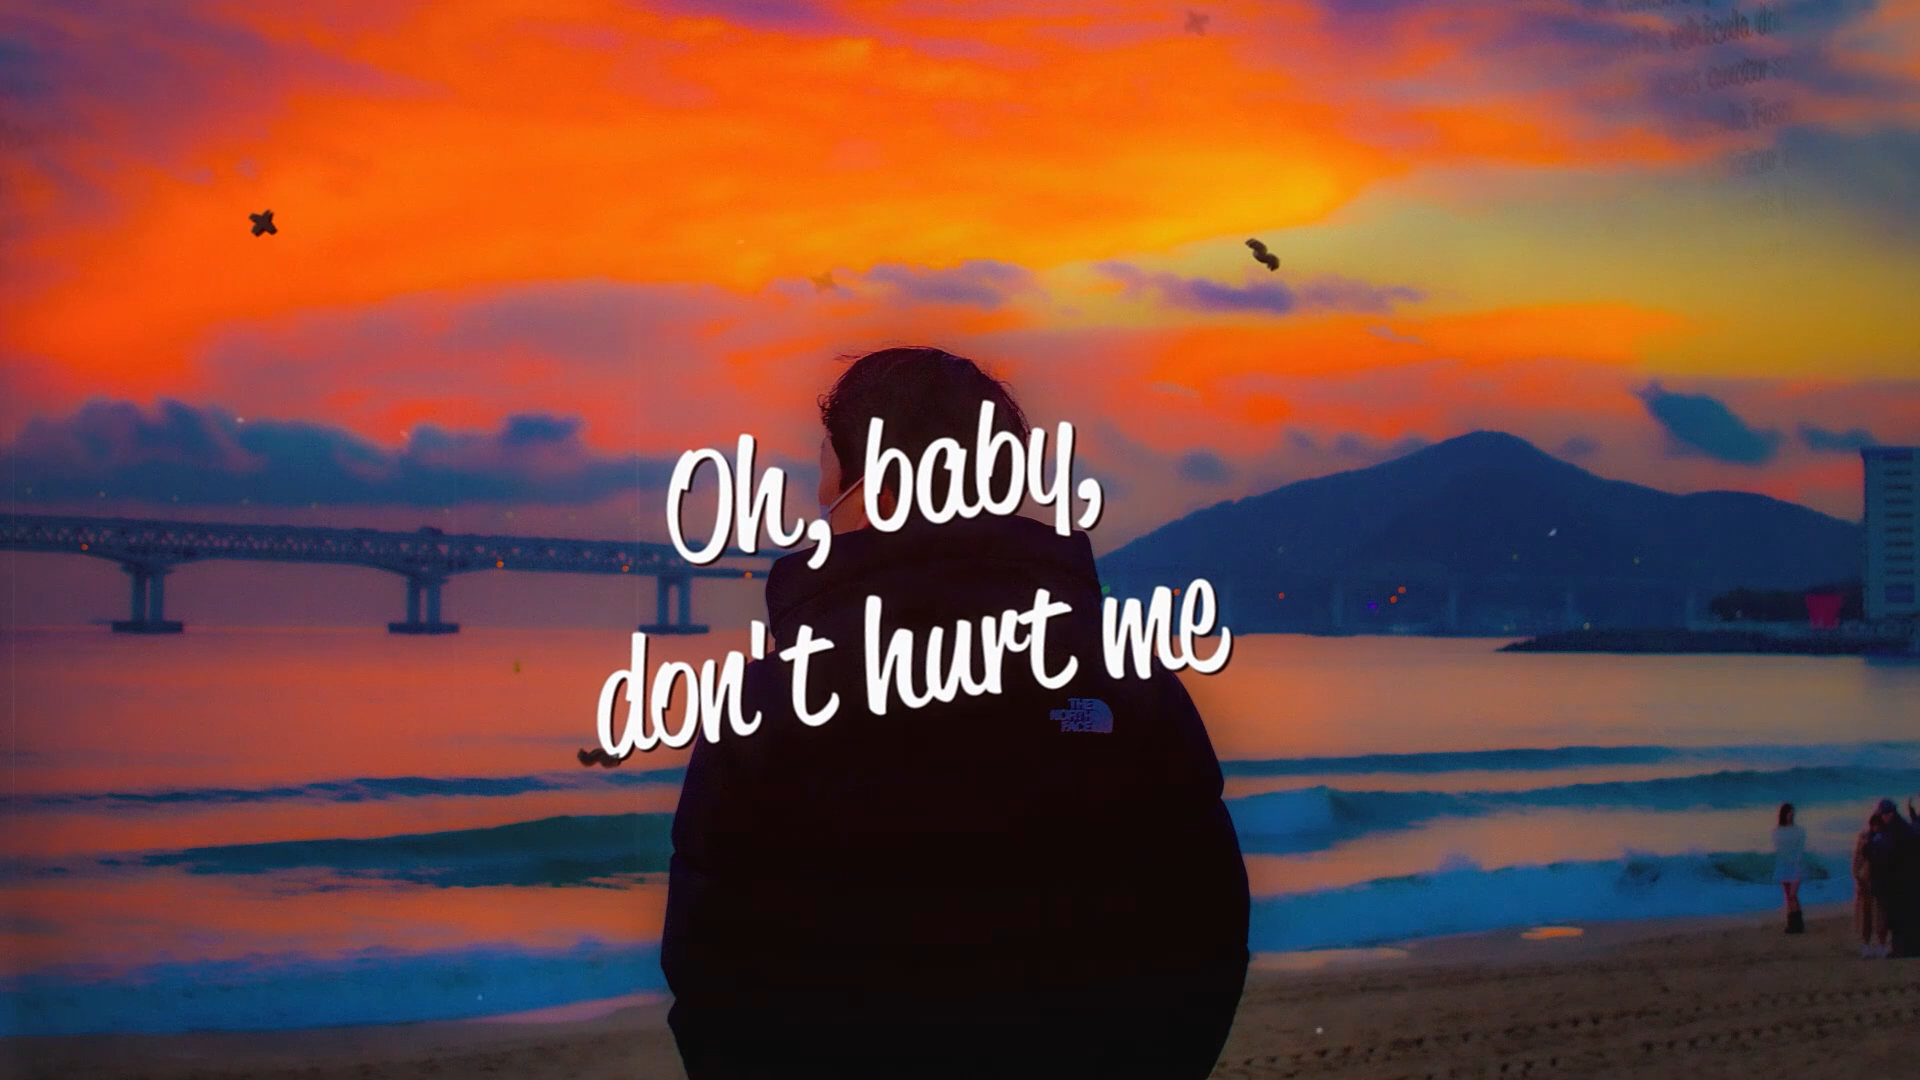 Oh, baby,
don't hurt me
THE
NORTH
FACE